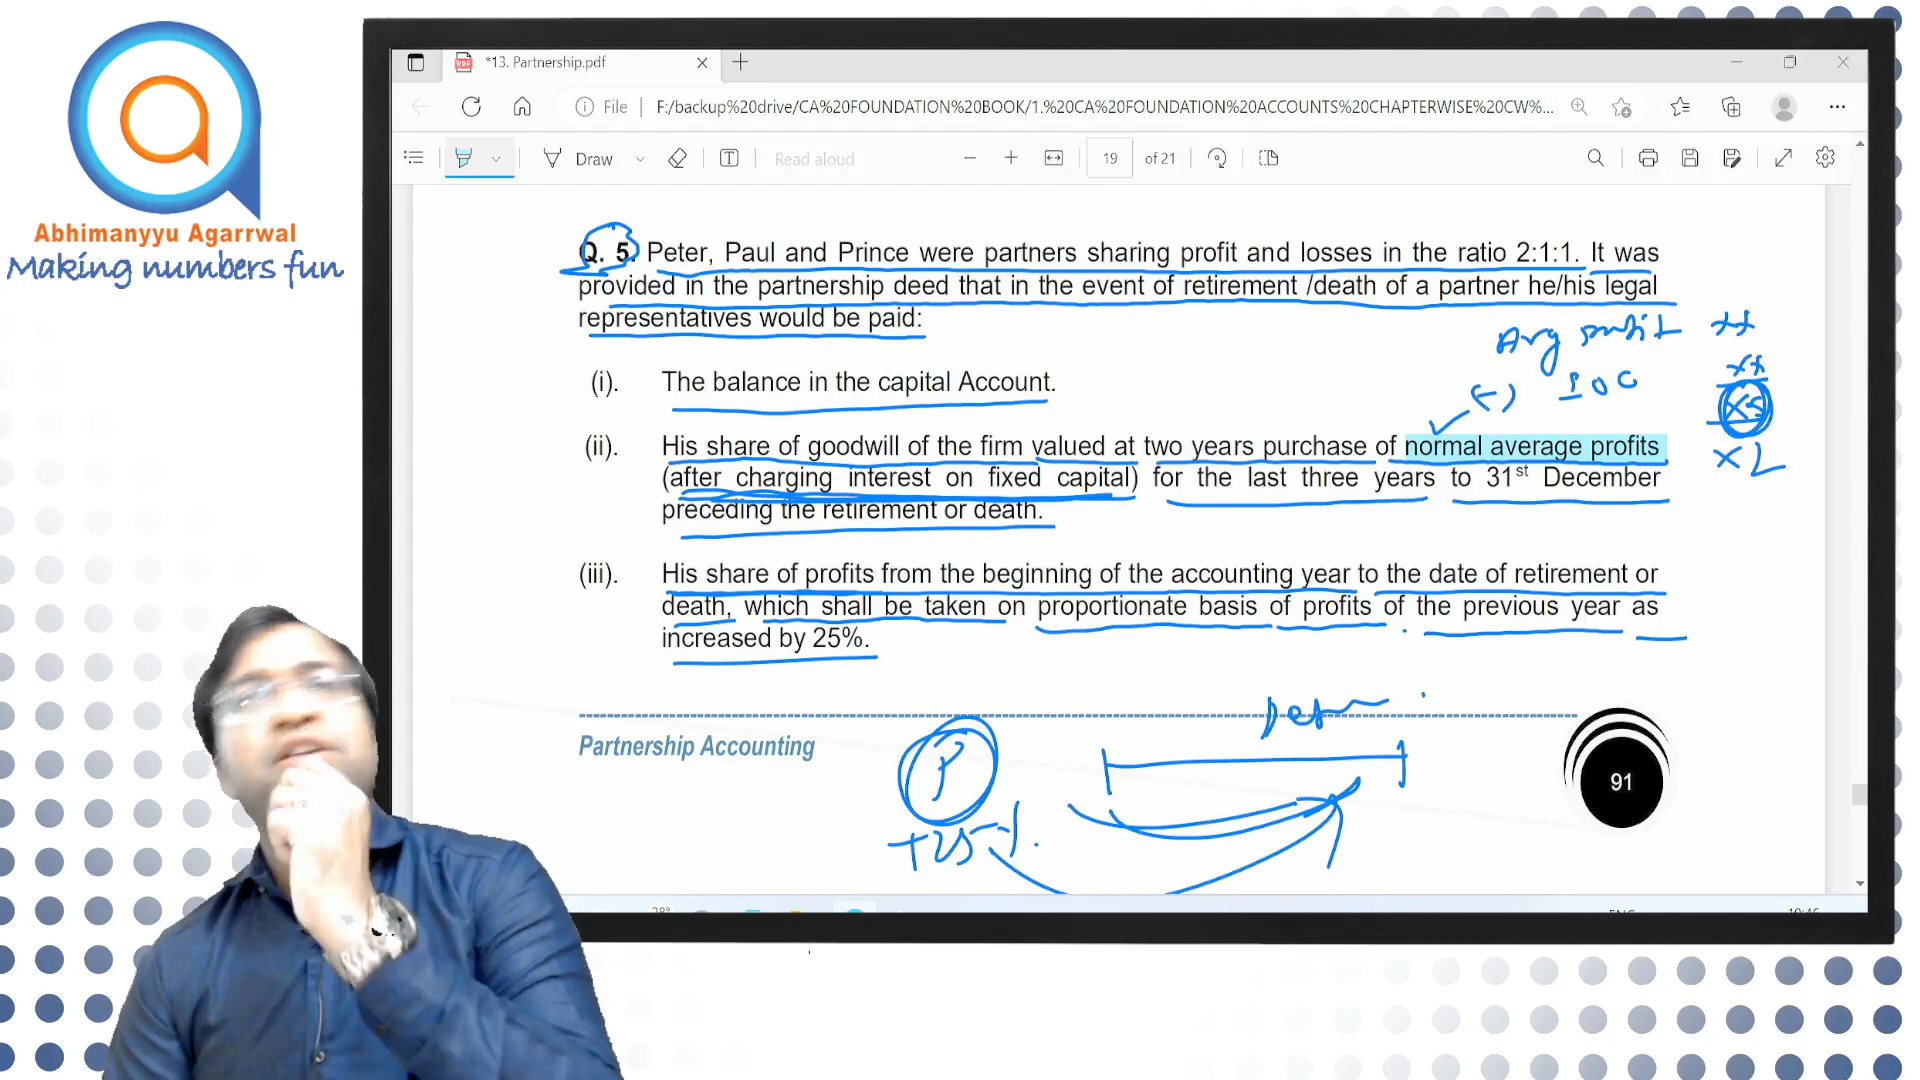 Abhimanyyu Agarrwal
Making numbers fun
*13. Partnership.pdf
File
F:/backup%20drive/CA%20FOUNDATION%20BOOK/1.%20CA%20FOUNDATION%20ACCOUNTS%20CHAPTERWISE%20CW%...
Draw
Read aloud
19
of 21
Q. 5. Peter, Paul and Prince were partners sharing profit and losses in the ratio 2:1:1. It was
provided in the partnership deed that in the event of retirement /death of a partner he/his legal
representatives would be paid:
Avg profit xx
(i). The balance in the capital Account.
(-) IOC xx
(ii). His share of goodwill of the firm valued at two years purchase of normal average profits
(after charging interest on fixed capital) for the last three years to 31st December
preceding the retirement or death.
(iii). His share of profits from the beginning of the accounting year to the date of retirement or
death, which shall be taken on proportionate basis of profits of the previous year as
increased by 25%.
Partnership Accounting
P
+25%.
91